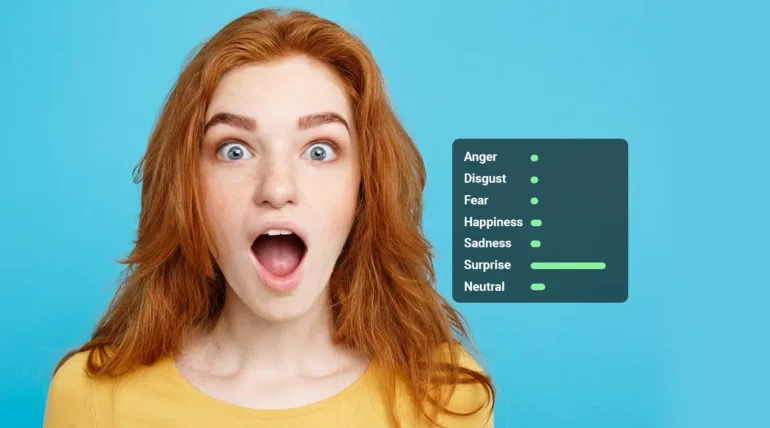 Anger
Disgust
Fear
Happiness
Sadness
Surprise
Neutral